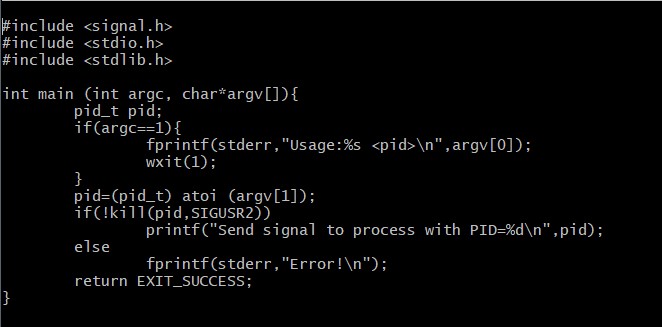 #include <signal.h>
#include <stdio.h>
#include <stdlib.h>
int main (int argc, char*argv[]){
pid_t pid;
if(argc==1){
fprintf(stderr,"Usage:%s <pid>\n",argv[0]);
wxit(1);
}
pid=(pid_t) atoi (argv[1]);
if(!kill(pid,SIGUSR2))
printf("Send signal to process with PID=%d\n",pid);
else
fprintf(stderr,"Error!\n");
return EXIT_SUCCESS;
}